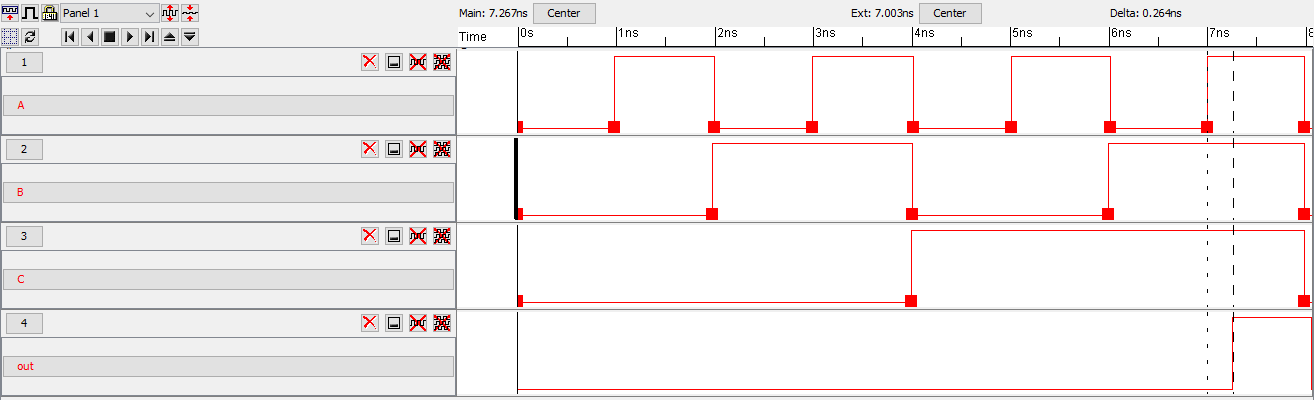 Panel 1 Main: 7.267ns Center Ext: 7.003ns Center Delta: 0.264ns
Time 0s 1ns 2ns 3ns 4ns 5ns 6ns 7ns 8
1
A
2
B
3
C
4
out